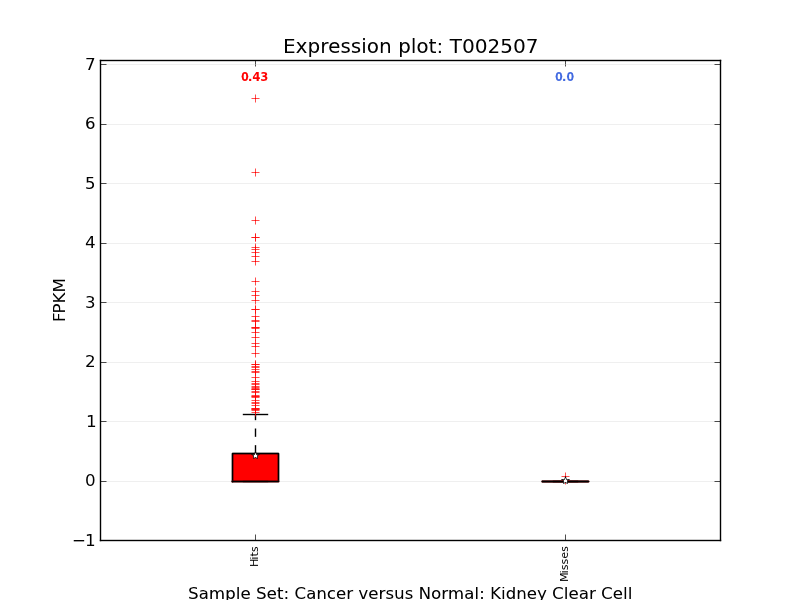 Expression plot: T002507
0.43
0.0
7
6
5
4
3
2
1
0
−1
FPKM
Hits
Misses
Sample Set: Cancer versus Normal: Kidney Clear Cell